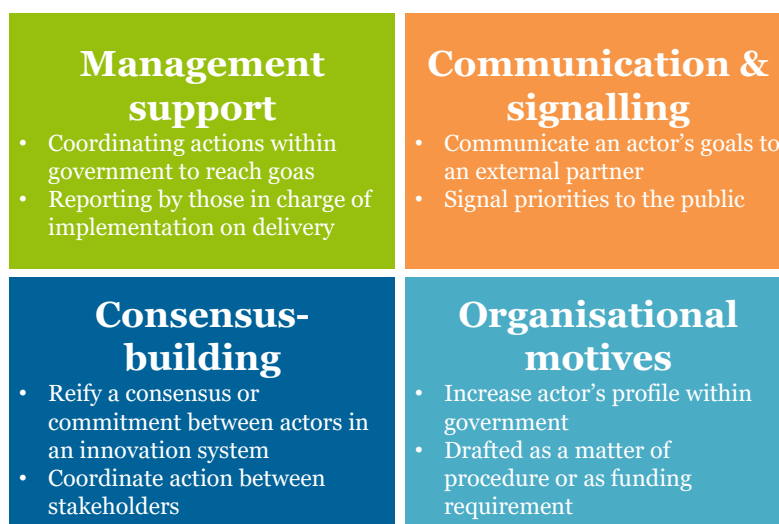 Management
support
• Coordinating actions within
government to reach goas
• Reporting by those in charge of
implementation on delivery
Communication &
signalling
• Communicate an actor’s goals to
an external partner
• Signal priorities to the public
Consensus-
building
• Reify a consensus or
commitment between actors in
an innovation system
• Coordinate action between
stakeholders
Organisational
motives
• Increase actor’s profile within
government
• Drafted as a matter of
procedure or as funding
requirement